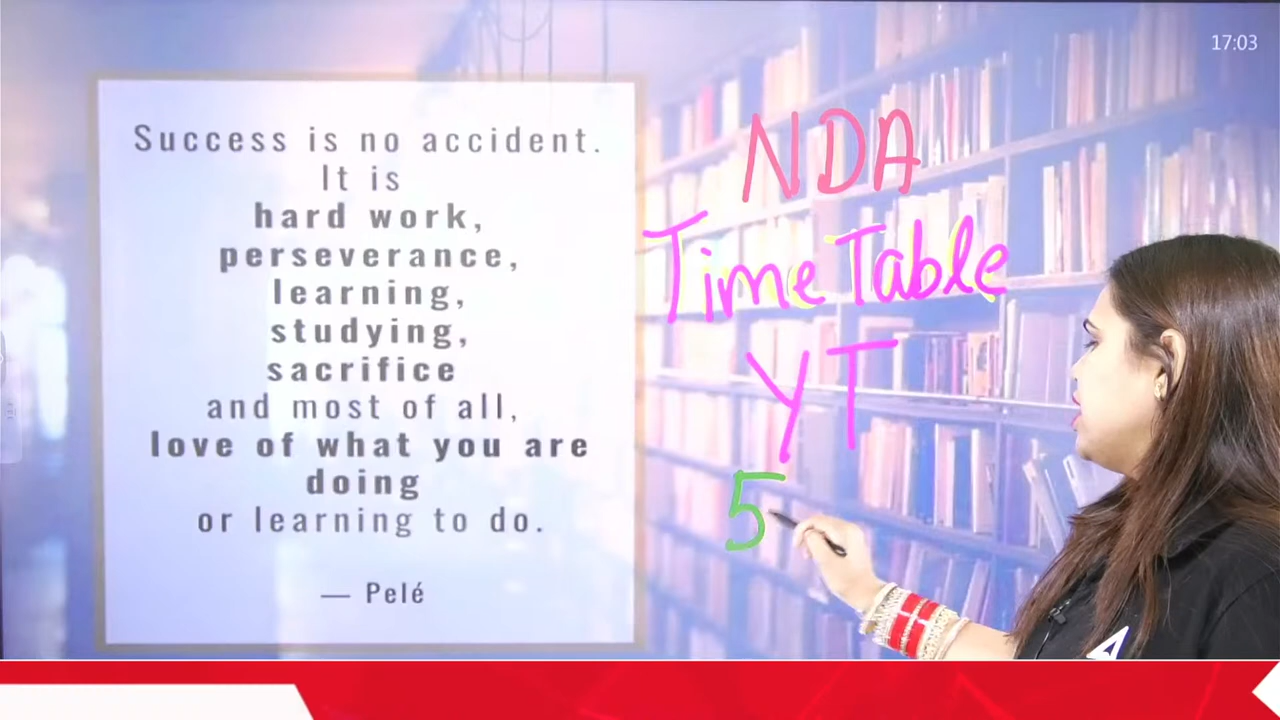 17:03
Success is no accident.
It is
hard work,
perseverance,
learning,
studying,
sacrifice
and most of all,
love of what you are
doing
or learning to do.
— Pelé
NDA
Time Table
YT
5